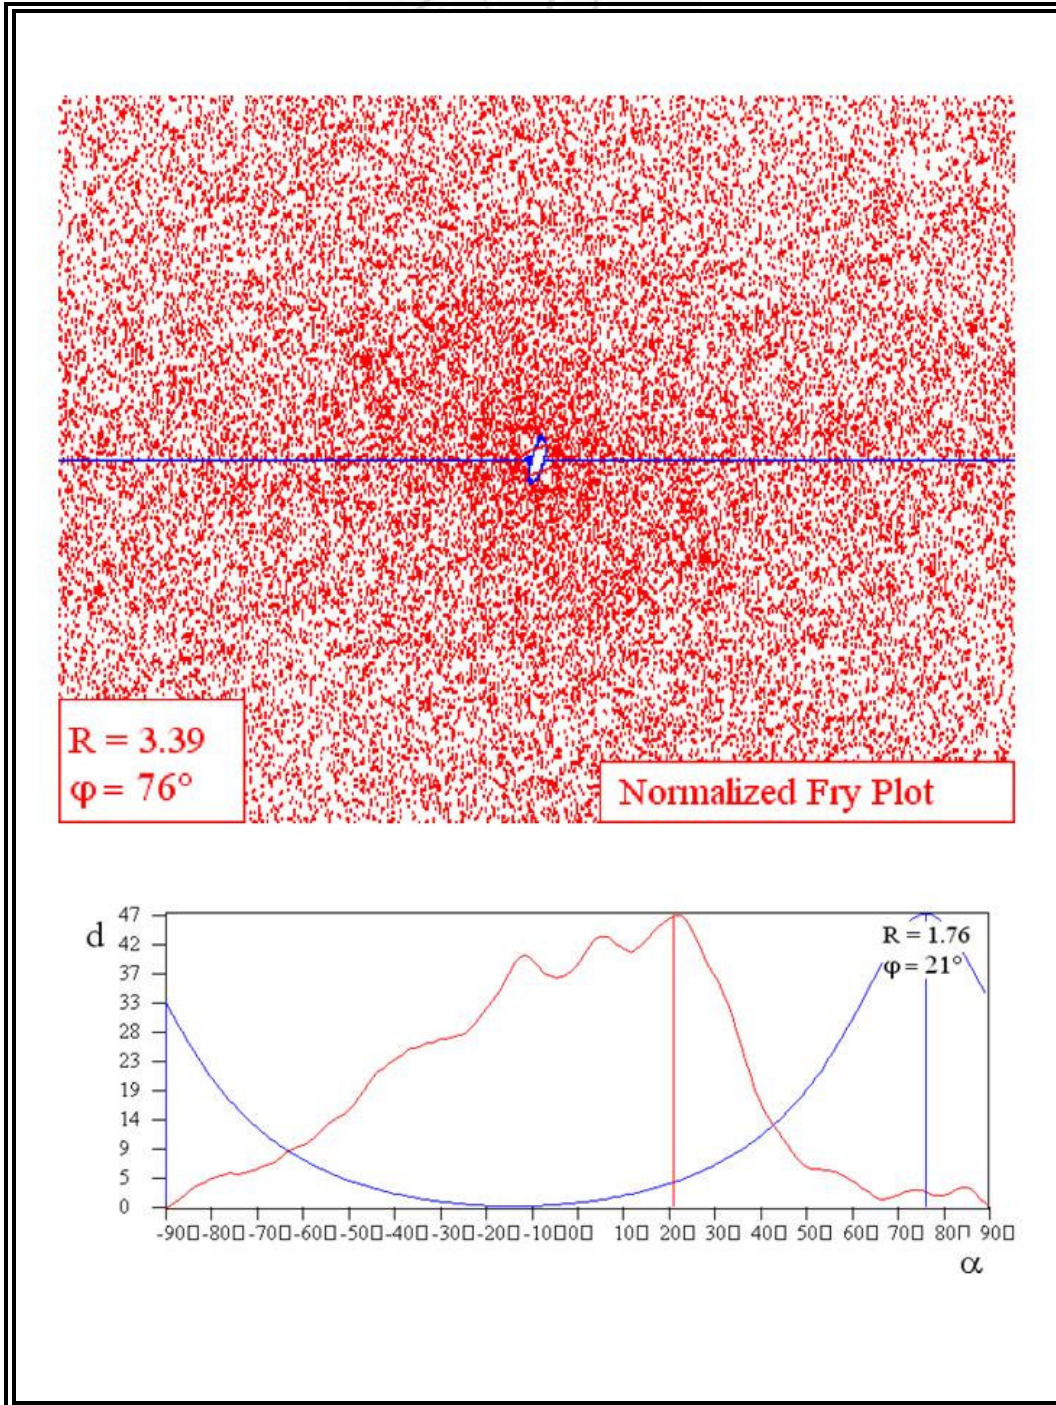 R = 3.39
φ = 76°
Normalized Fry Plot
47
d
42
37
33
28
23
19
14
9
5
0
R = 1.76
φ = 21°
-90□ -80□ -70□ -60□ -50□ -40□ -30□ -20□ -10□ 0□ 10□ 20□ 30□ 40□ 50□ 60□ 70□ 80□ 90□
α